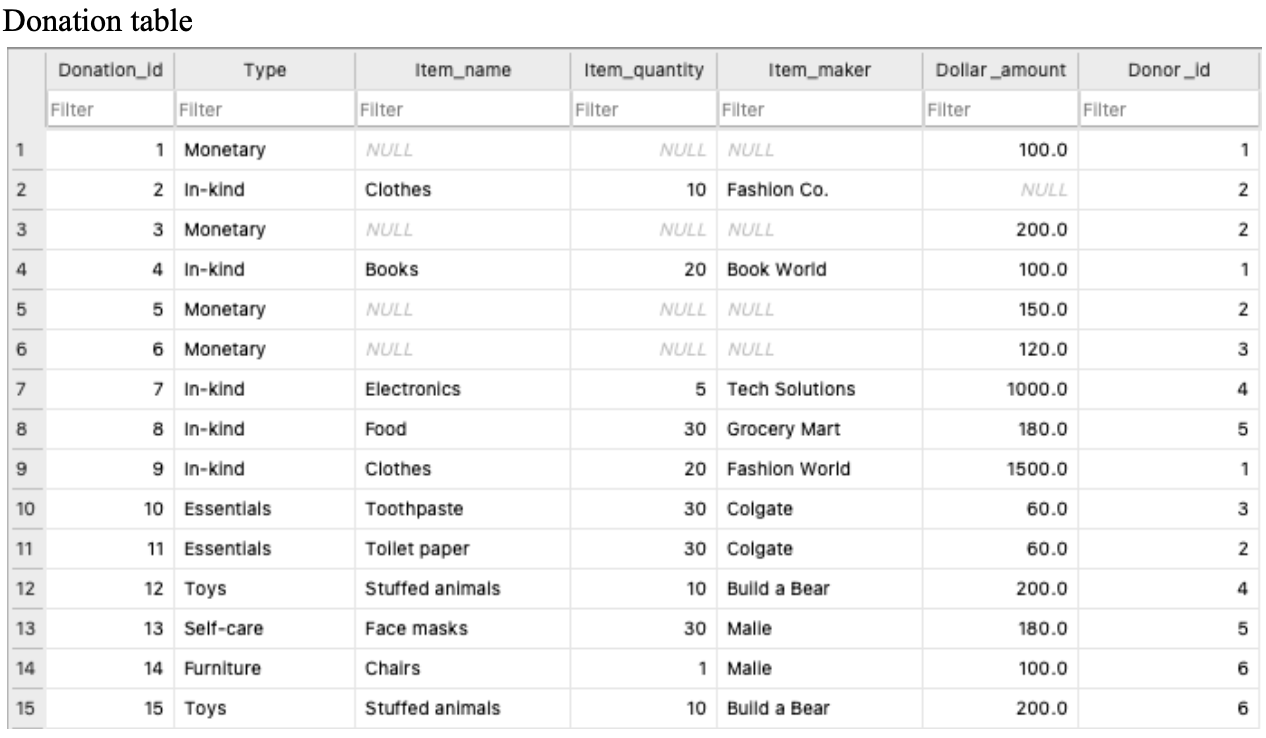 Donation table
Donation_id Type Item_name Item_quantity Item_maker Dollar_amount Donor_id
Filter Filter Filter Filter Filter Filter Filter
1 1 Monetary NULL NULL NULL 100.0 1
2 2 In-kind Clothes 10 Fashion Co. NULL 2
3 3 Monetary NULL NULL NULL 200.0 2
4 4 In-kind Books 20 Book World 100.0 1
5 5 Monetary NULL NULL NULL 150.0 2
6 6 Monetary NULL NULL NULL 120.0 3
7 7 In-kind Electronics 5 Tech Solutions 1000.0 4
8 8 In-kind Food 30 Grocery Mart 180.0 5
9 9 In-kind Clothes 20 Fashion World 1500.0 1
10 10 Essentials Toothpaste 30 Colgate 60.0 3
11 11 Essentials Toilet paper 30 Colgate 60.0 2
12 12 Toys Stuffed animals 10 Build a Bear 200.0 4
13 13 Self-care Face masks 30 Malie 180.0 5
14 14 Furniture Chairs 1 Malie 100.0 6
15 15 Toys Stuffed animals 10 Build a Bear 200.0 6